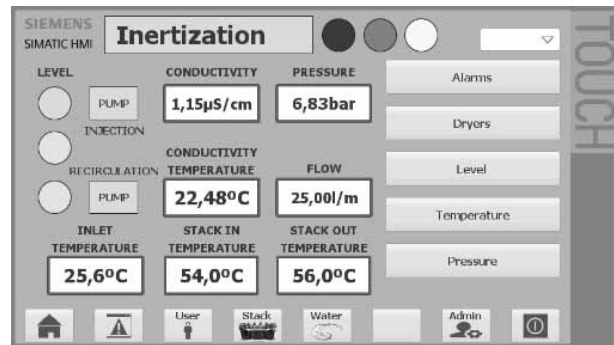 SIEMENS
SIMATIC HMI
Inertization
TOUCH
LEVEL
CONDUCTIVITY
PRESSURE
Alarms
PUMP
1,15µS/cm
6,83bar
INJECTION
Dryers
CONDUCTIVITY
RECIRCULATION TEMPERATURE
FLOW
Level
PUMP
22,48ºC
25,00l/m
Temperature
INLET
TEMPERATURE
STACK IN
TEMPERATURE
STACK OUT
TEMPERATURE
Pressure
25,6ºC
54,0ºC
56,0ºC
User
Stack
Water
Admin